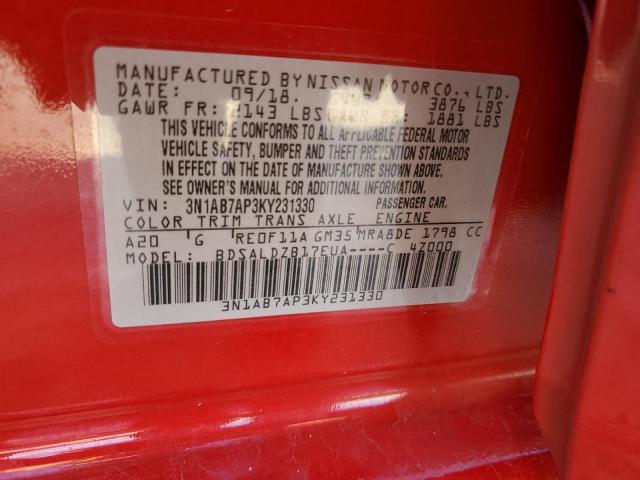 MANUFACTURED BY NISSAN MOTOR CO., LTD.
DATE: 09/18. 3876 LBS
GAWR FR: 2143 LBS GAWR RR: 1881 LBS
THIS VEHICLE CONFORMS TO ALL APPLICABLE FEDERAL MOTOR
VEHICLE SAFETY, BUMPER AND THEFT PREVENTION STANDARDS
IN EFFECT ON THE DATE OF MANUFACTURE SHOWN ABOVE.
SEE OWNER'S MANUAL FOR ADDITIONAL INFORMATION.
VIN: 3N1AB7AP3KY231330 PASSENGER CAR.
COLOR TRIM TRANS AXLE ENGINE
A20 G RE0F11A GM35 MRA8DE 1798 CC
MODEL: BDSALDZB17EUA----C 47000
3N1AB7AP3KY231330